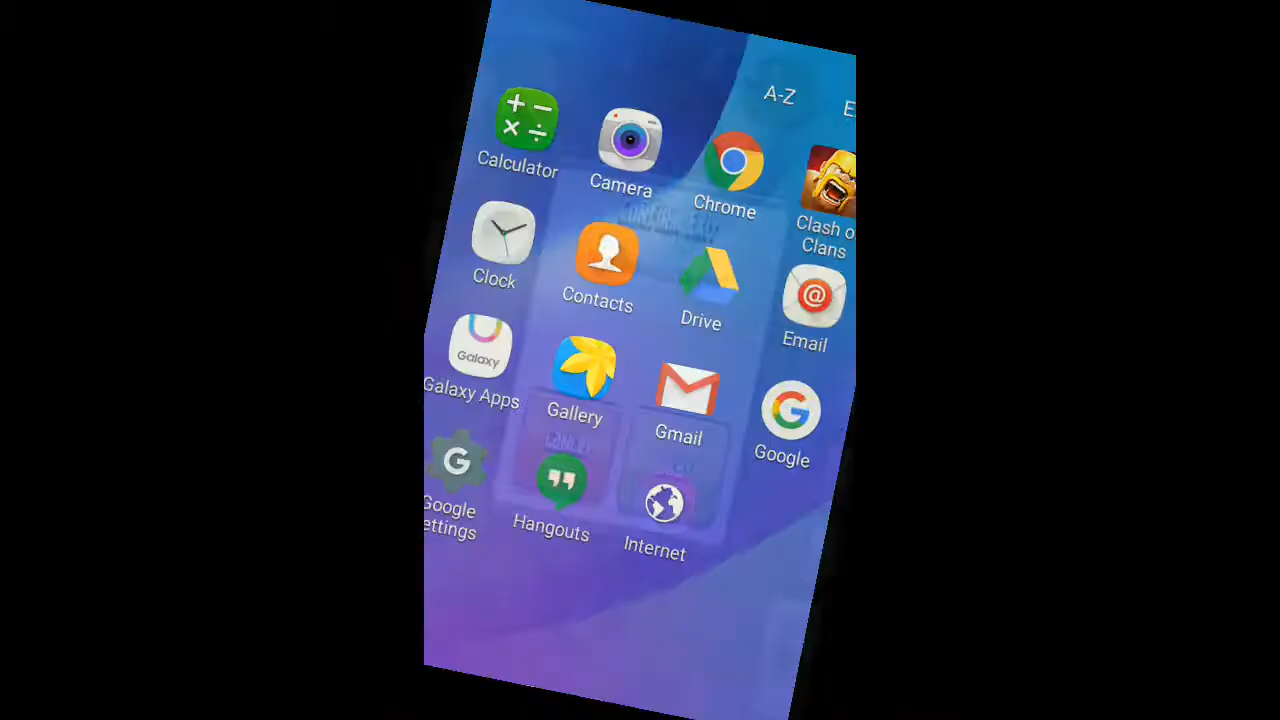 A-Z
E
Calculator
Camera
Chrome
Clash o
Clans
Clock
Contacts
Drive
Email
Galaxy
Galaxy Apps
Gallery
Gmail
Google
Google
ettings
Hangouts
Internet